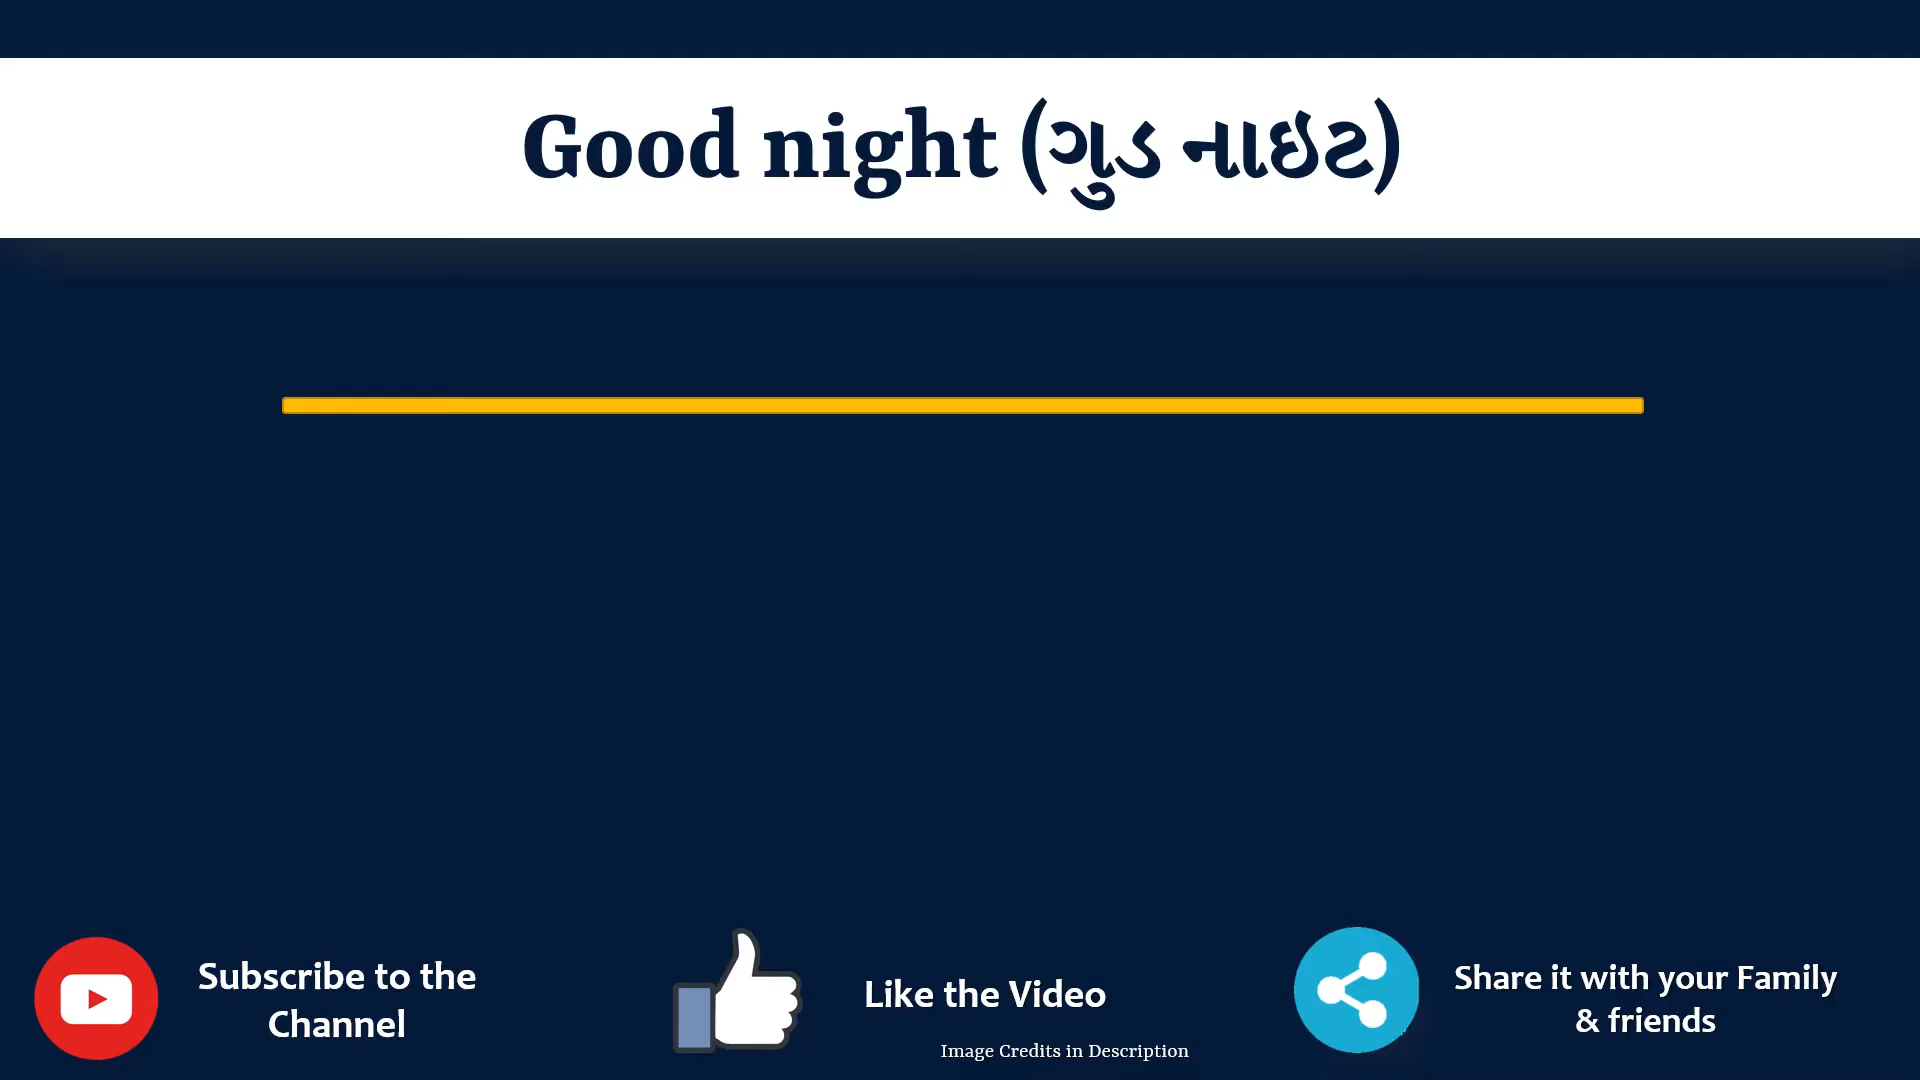 Good night (ગુડ નાઇટ)
Subscribe to the
Channel
Like the Video
Share it with your Family
& friends
Image Credits in Description